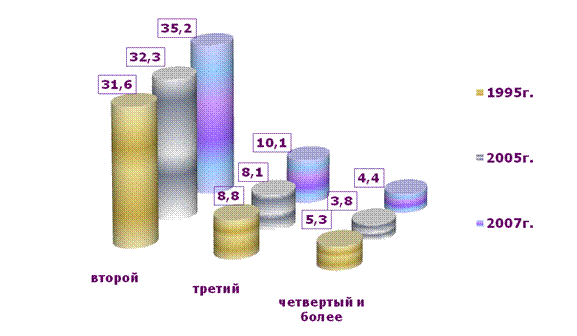 35,2
32,3
31,6
10,1
8,1
8,8
4,4
3,8
5,3
1995г.
2005г.
2007г.
второй
третий
четвертый и
более